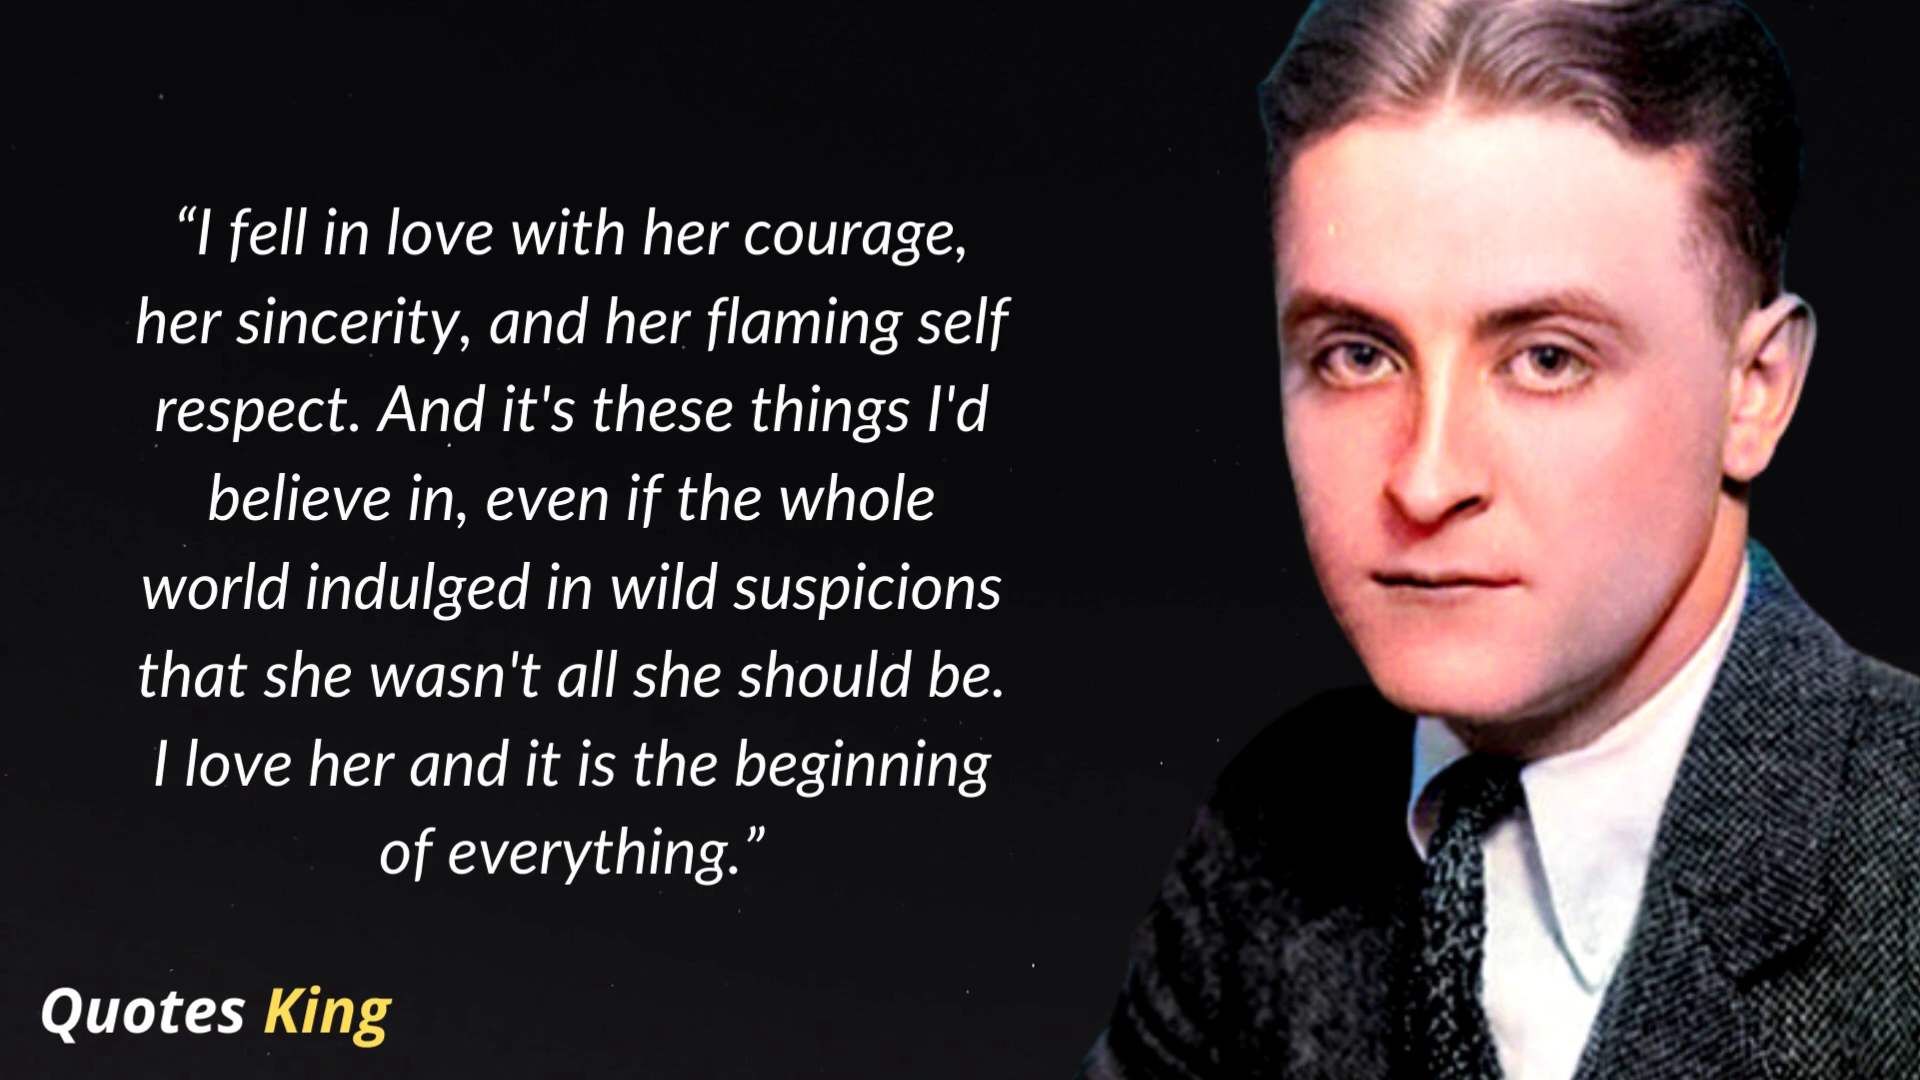 “I fell in love with her courage,
her sincerity, and her flaming self
respect. And it's these things I'd
believe in, even if the whole
world indulged in wild suspicions
that she wasn't all she should be.
I love her and it is the beginning
of everything.”
Quotes King